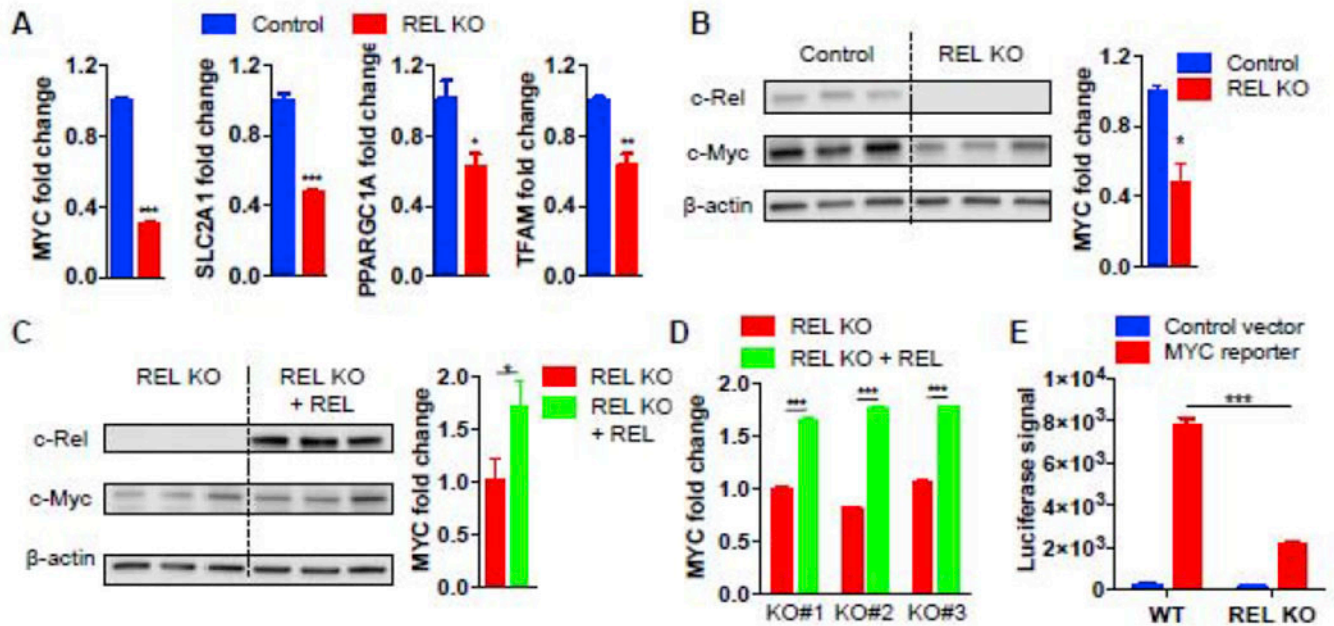 A
Control
REL KO
MYC fold change
1.2
0.8
0.4
0.0
***
SLC2A1 fold change
1.2
0.8
0.4
0.0
***
PPARGC1A fold change
1.2
0.8
0.4
0.0
*
TFAM fold change
1.2
0.8
0.4
0.0
**
B
Control
REL KO
c-Rel
c-Myc
β-actin
MYC fold change
1.2
0.8
0.4
0.0
*
Control
REL KO
C
REL KO
REL KO
+ REL
c-Rel
c-Myc
β-actin
MYC fold change
2.0
1.5
1.0
0.5
0.0
*
REL KO
REL KO
+ REL
D
REL KO
REL KO + REL
MYC fold change
2.0
1.5
1.0
0.5
0.0
***
***
***
KO#1
KO#2
KO#3
E
Control vector
MYC reporter
Luciferase signal
1×10⁴
8×10³
6×10³
4×10³
2×10³
0
***
WT
REL KO